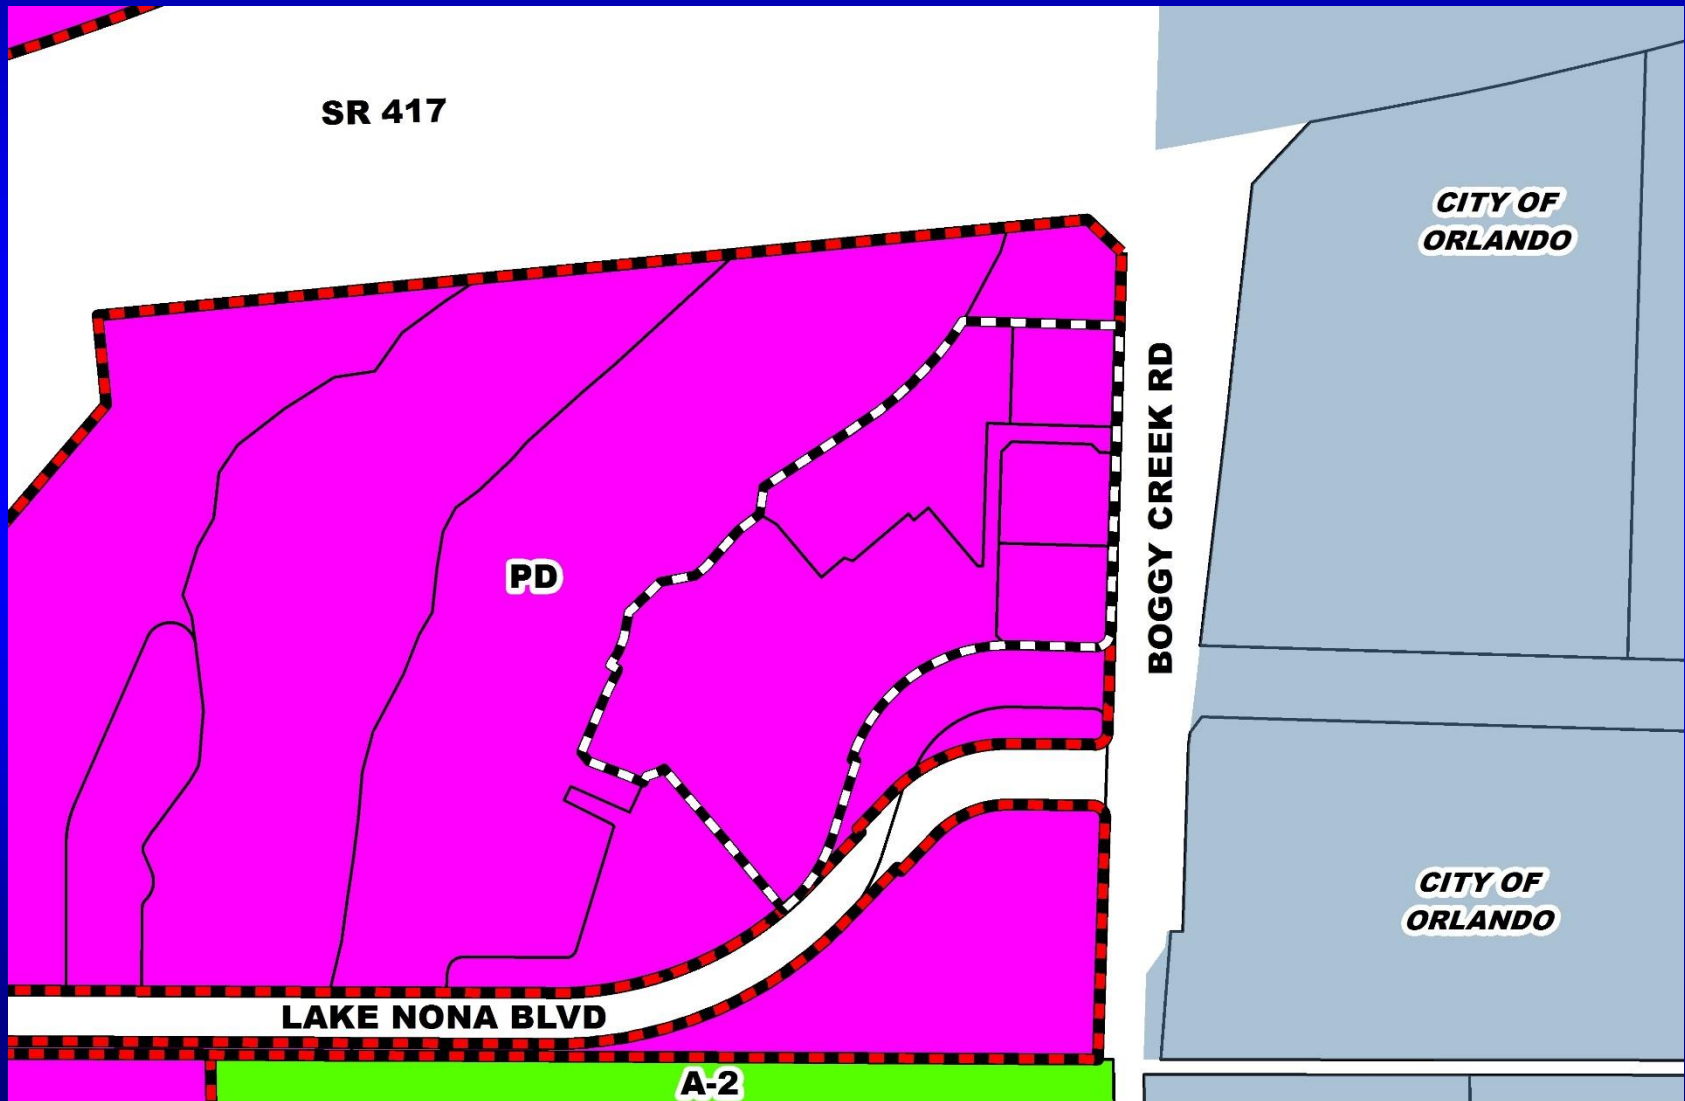 SR 417
CITY OF
ORLANDO
BOGGY CREEK RD
PD
CITY OF
ORLANDO
LAKE NONA BLVD
A-2